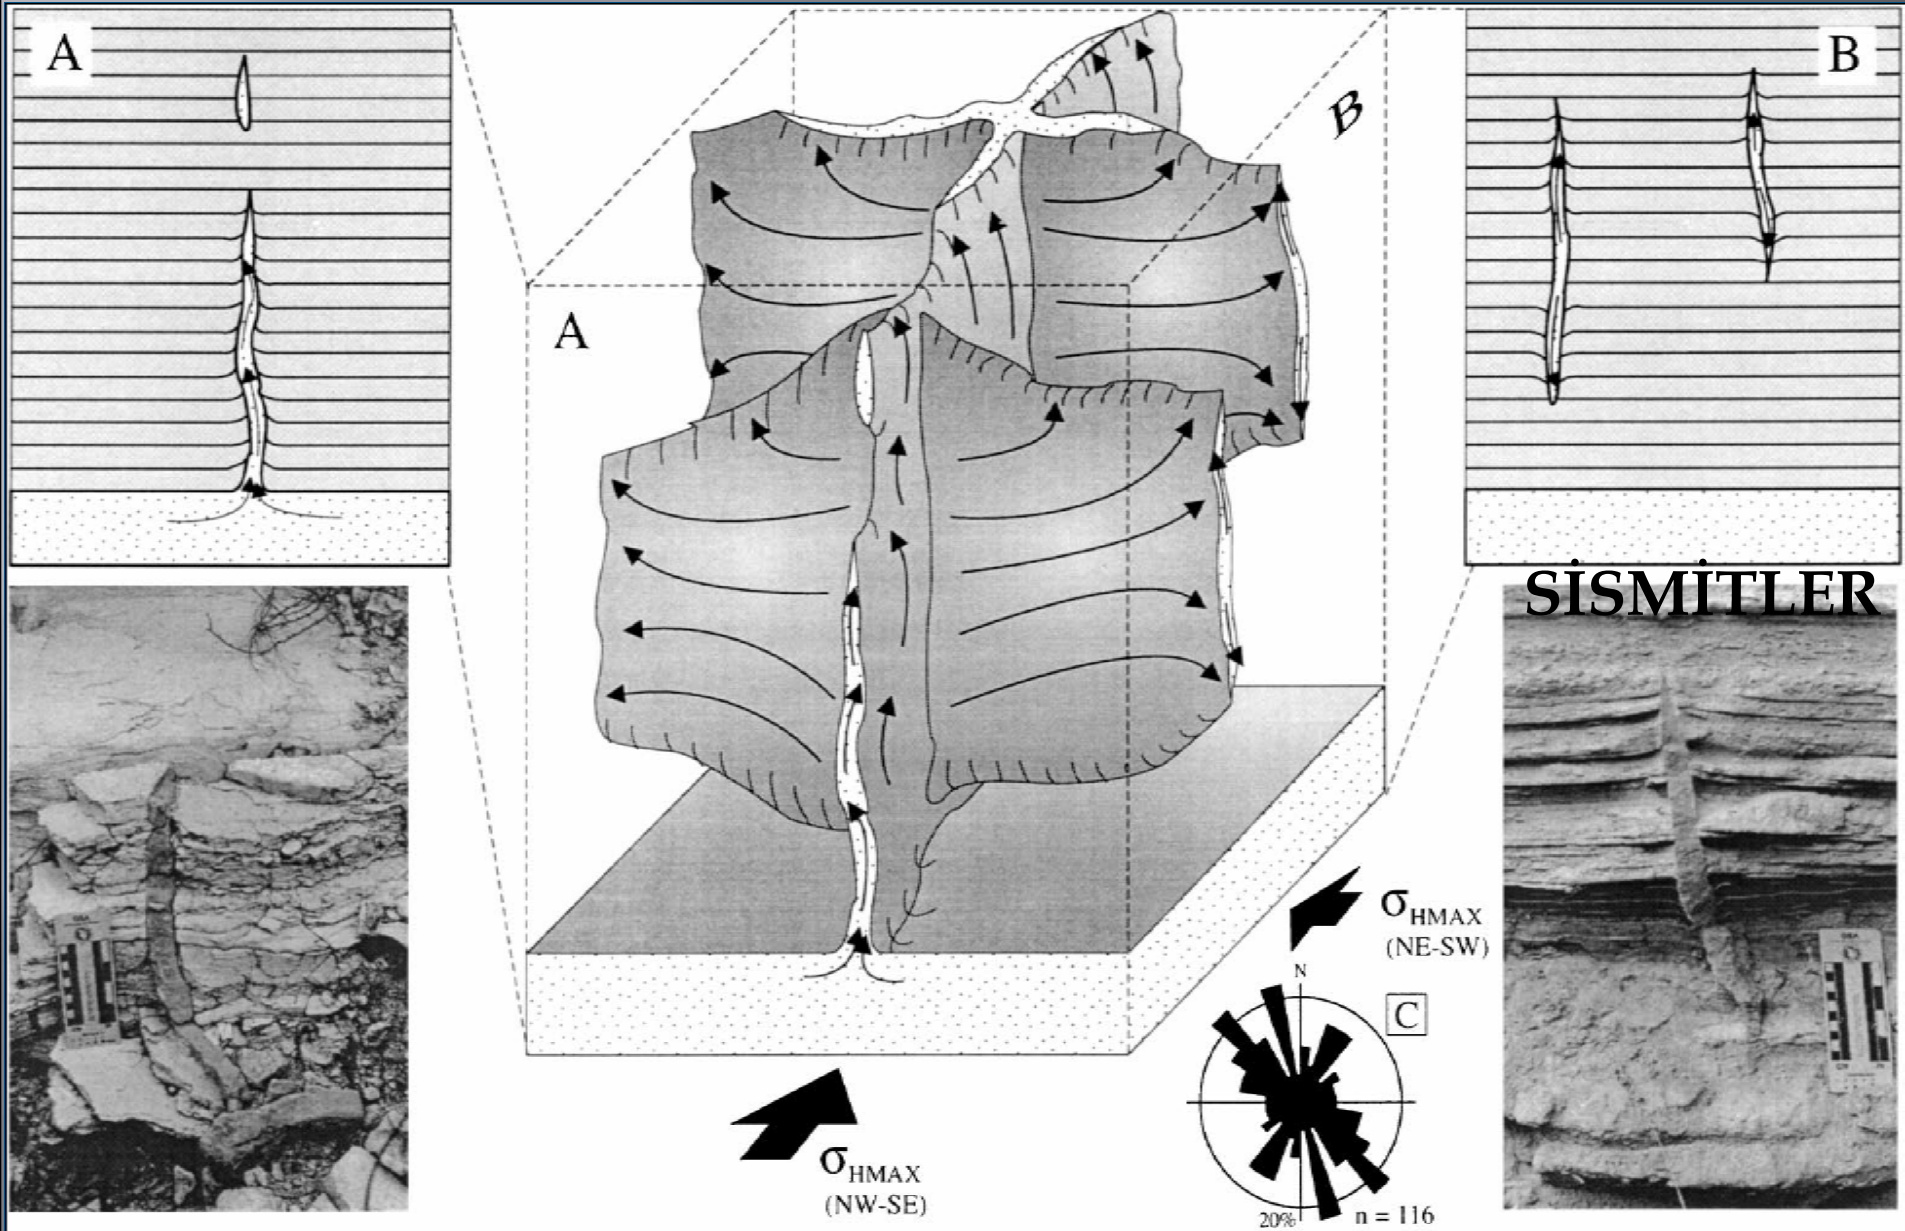 A
B
B
A
SİSMİTLER
σHMAX
(NE-SW)
N
C
σHMAX
(NW-SE)
20%
n = 116